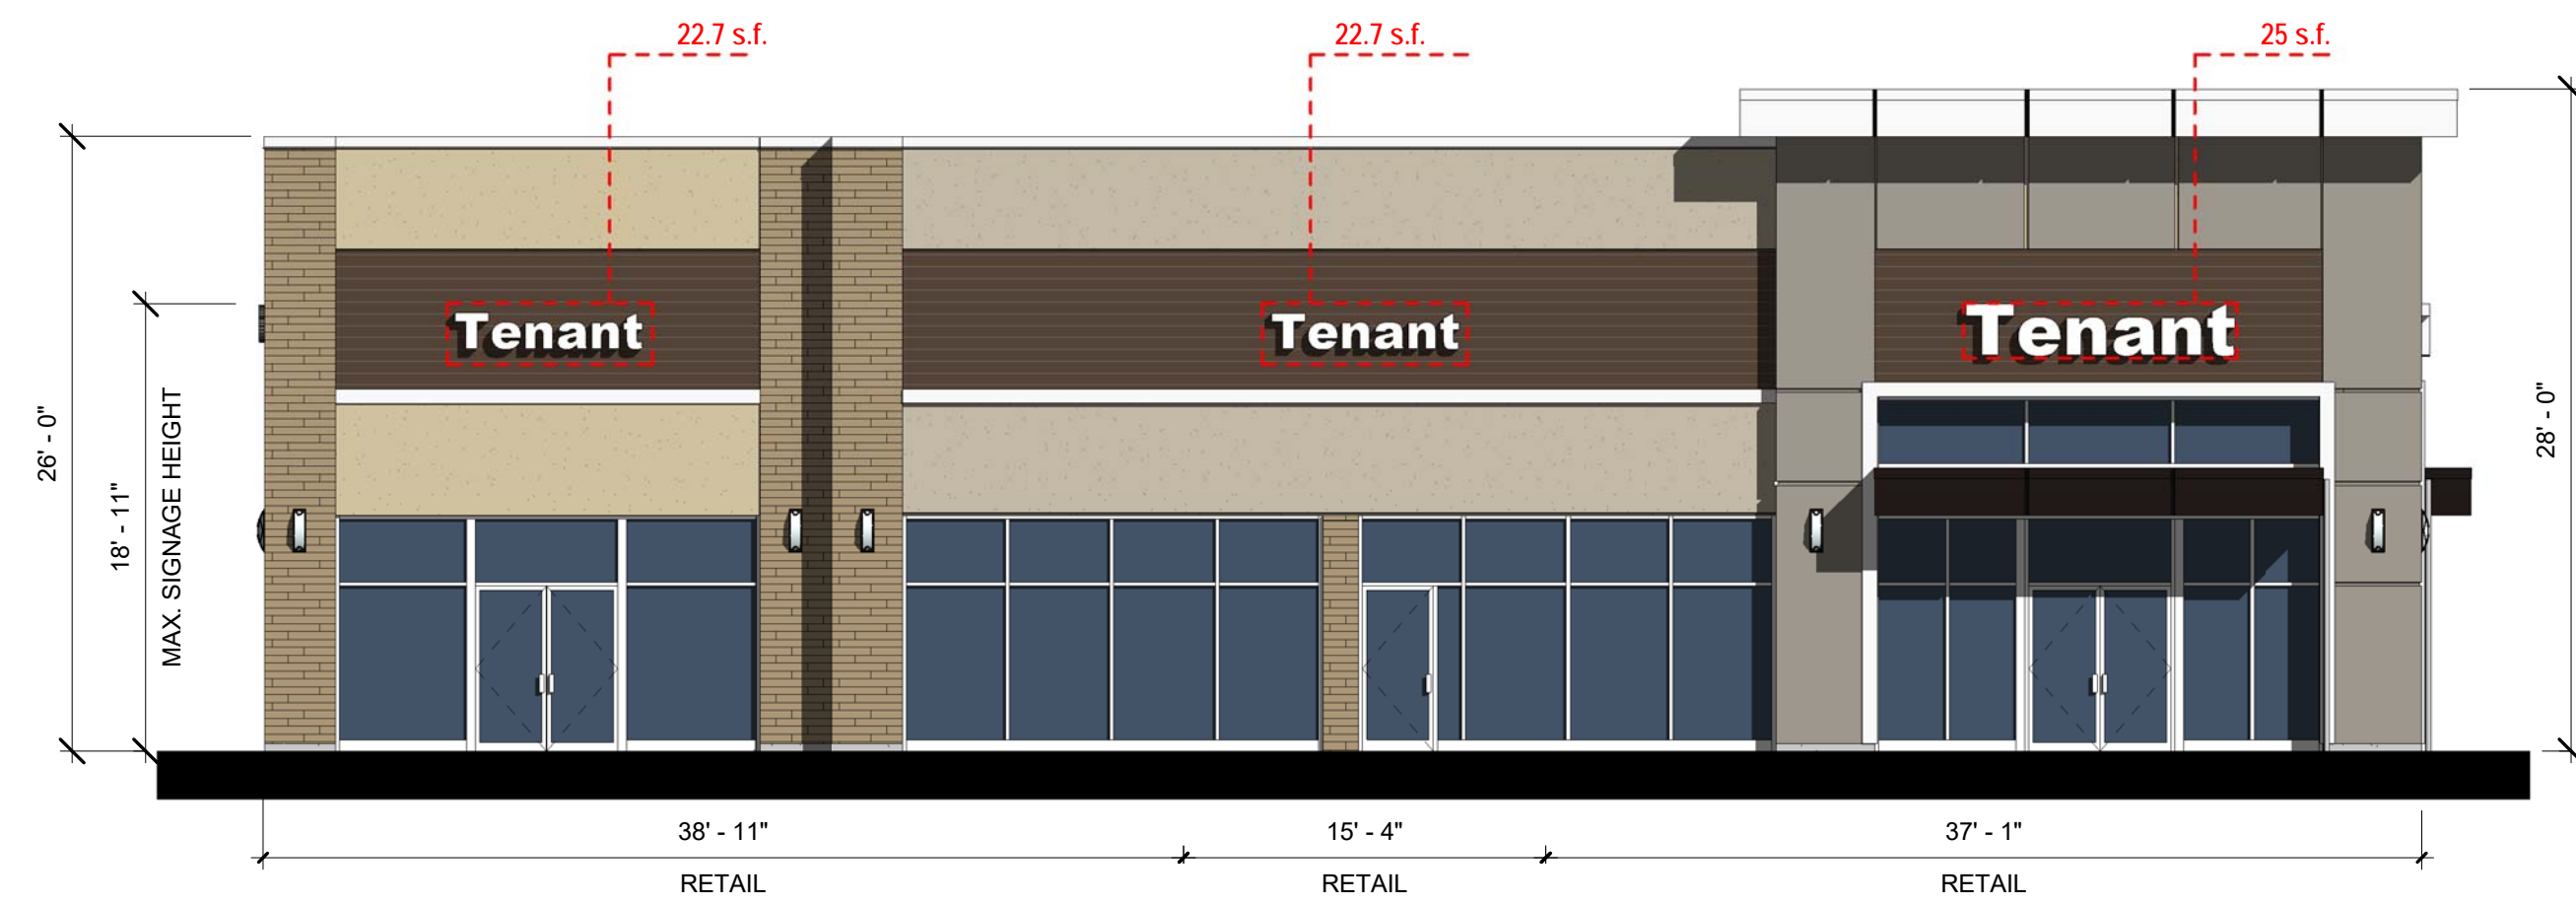 22.7 s.f.
22.7 s.f.
25 s.f.
Tenant
Tenant
Tenant
26' - 0"
18' - 11"
MAX. SIGNAGE HEIGHT
28' - 0"
38' - 11"
15' - 4"
37' - 1"
RETAIL
RETAIL
RETAIL